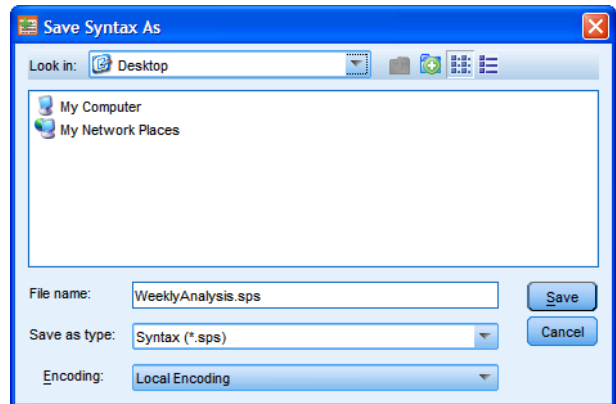 Save Syntax As
Look in: Desktop
My Computer
My Network Places
File name: WeeklyAnalysis.sps Save
Save as type: Syntax (*.sps) Cancel
Encoding: Local Encoding